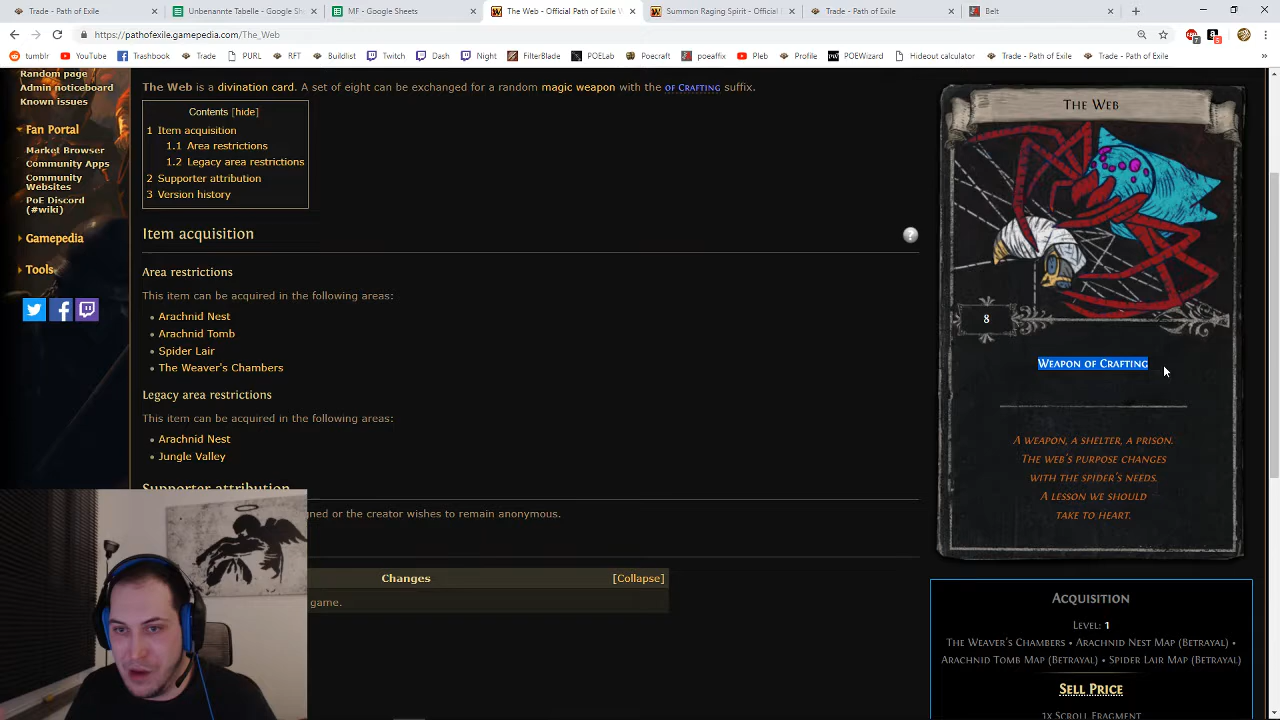 MF - Google Sheets
The Web - Official Path of Exile W
Summon Raging Spirit - Official
Trade - Path of Exile
Belt
https://pathofexile.gamepedia.com/The_Web
tumblr
YouTube
Trashbook
Trade
PULR
RFT
Buildlist
Twitch
Dash
Night
FilterBlade
POELab
Poecraft
poeaffix
Pleb
Profile
POEWizard
Hideout declutterer
Trade - Path of Exile
Trade - Path of Exile
Random page
Admin noticeboard
Known issues
Fan Portal
Market Browser
Community Apps
Community
Websites
PoE Discord
(#wiki)
Gamepedia
Tools
The Web is a divination card. A set of eight can be exchanged for a random magic weapon with the of Crafting suffix.
Contents [hide]
1 Item acquisition
1.1 Area restrictions
1.2 Legacy area restrictions
2 Supporter attribution
3 Version history
Item acquisition
?
Area restrictions
This item can be acquired in the following areas:
Arachnid Nest
Arachnid Tomb
Spider Lair
The Weaver's Chambers
Legacy area restrictions
This item can be acquired in the following areas:
Arachnid Nest
Jungle Valley
Supporter attribution
ned or the creator wishes to remain anonymous.
Changes [Collapse]
game.
The Web
8
Weapon of Crafting
A weapon, a shelter, a prison.
The web's purpose changes
with the spider's needs.
A lesson we should
take to heart.
Acquisition
Level: 1
The Weaver's Chambers • Arachnid Nest Map (Betrayal) •
Arachnid Tomb Map (Betrayal) • Spider Lair Map (Betrayal)
Sell Price
1x Scroll Fragment